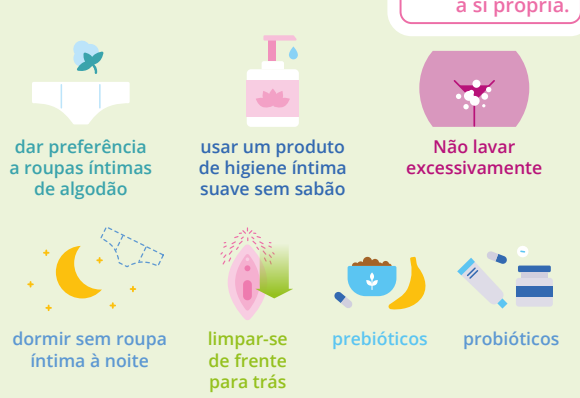 a si própria.
dar preferência
a roupas íntimas
de algodão
usar um produto
de higiene íntima
suave sem sabão
Não lavar
excessivamente
dormir sem roupa
íntima à noite
limpar-se
de frente
para trás
prebióticos
probióticos